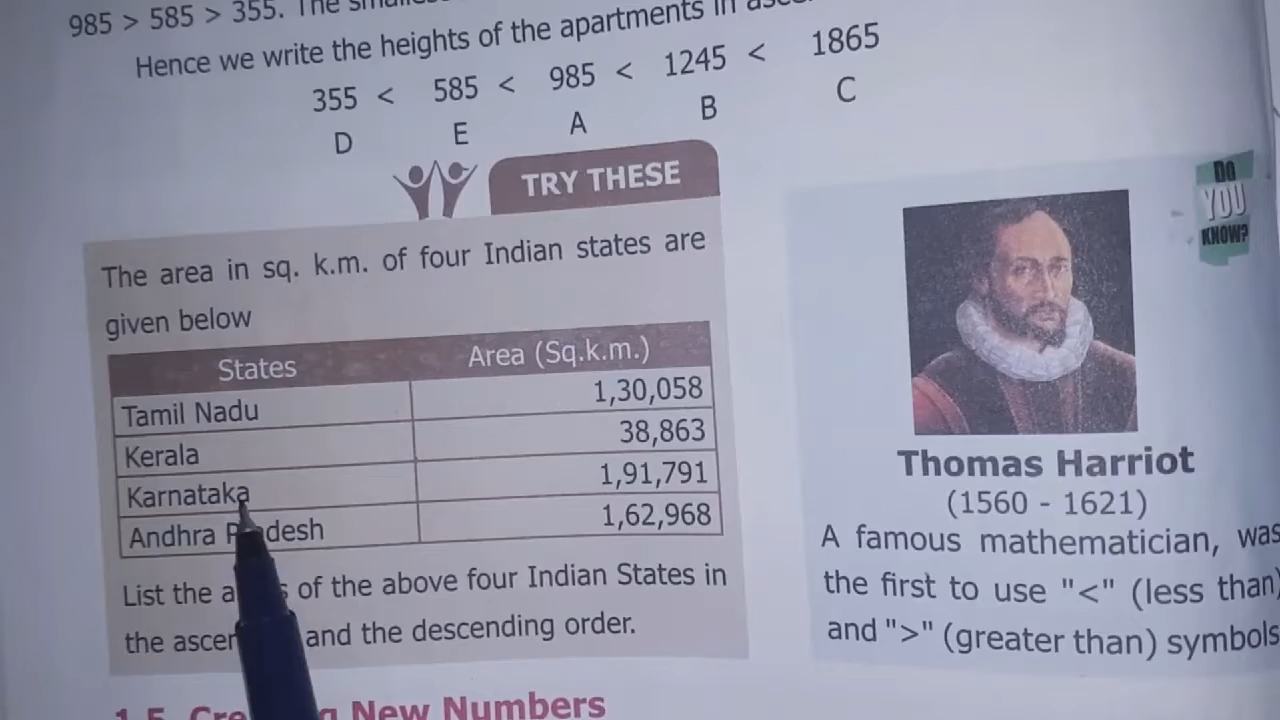 985 > 585 > 355. The
Hence we write the heights of the apartments in
355 < 585 < 985 < 1245 < 1865
D E A B C
TRY THESE
The area in sq. k.m. of four Indian states are
given below
States Area (Sq.k.m.)
Tamil Nadu 1,30,058
Kerala 38,863
Karnataka 1,91,791
Andhra desh 1,62,968
List the of the above four Indian States in
the and the descending order.
New Numbers
DO
YOU
KNOW?
Thomas Harriot
(1560 - 1621)
A famous mathematician, was
the first to use "<" (less than)
and ">" (greater than) symbols